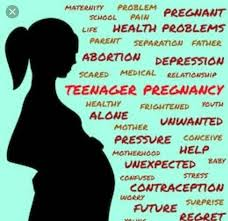 MATERNITY PROBLEM PREGNANT
SCHOOL PAIN
LIFE HEALTH PROBLEMS
PARENT SEPARATION FATHER
ABORTION DEPRESSION
SCARED MEDICAL RELATIONSHIP
TEENAGER PREGNANCY
HEALTHY FRIGHTENED YOUTH
ALONE UNWANTED
MOTHER
PRESSURE CONCEIVE
MOTHERHOOD HELP
UNEXPECTED BABY
CONFUSED STRESS
CONTRACEPTION
WORRY SURPRISE
FUTURE REGRET